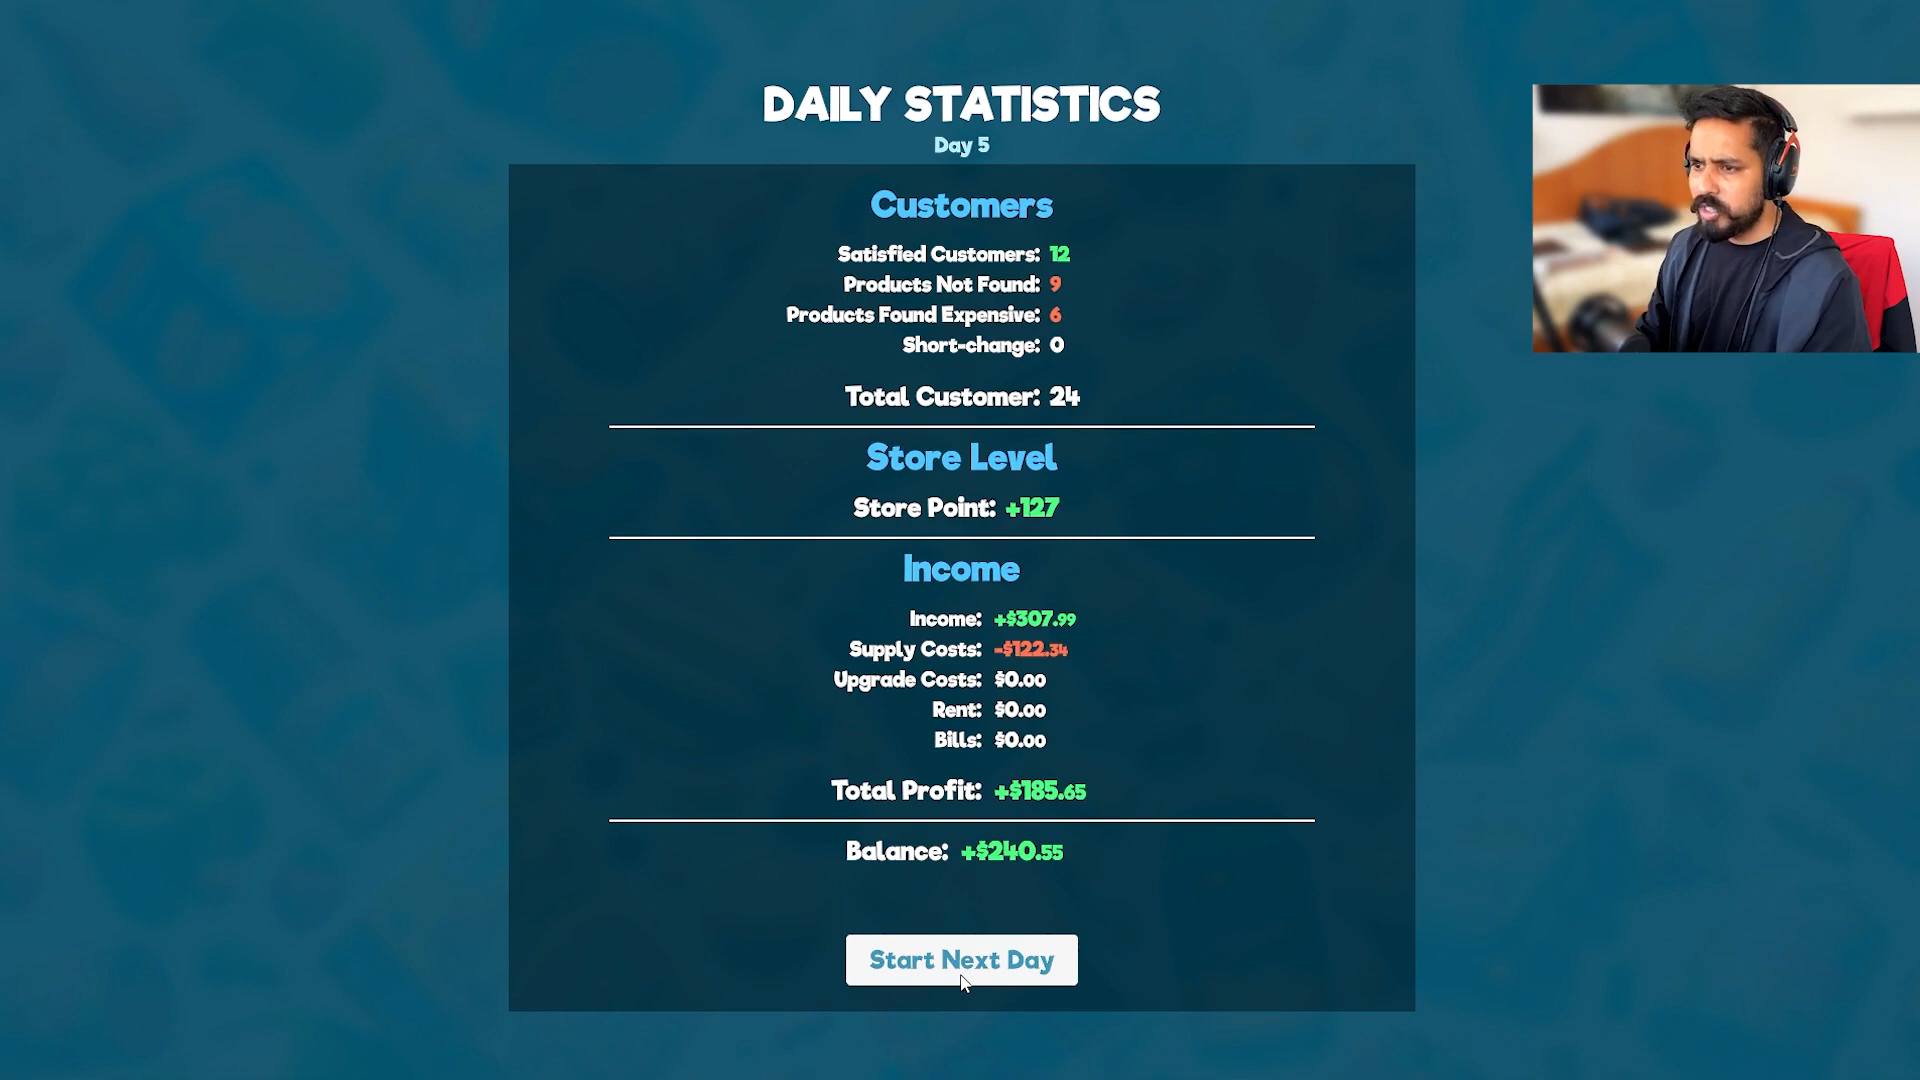 DAILY STATISTICS
Day 5
Customers
Satisfied Customers: 12
Products Not Found: 9
Products Found Expensive: 6
Short-change: 0
Total Customer: 24
Store Level
Store Point: +127
Income
Income: +$307.99
Supply Costs: -$122.34
Upgrade Costs: $0.00
Rent: $0.00
Bills: $0.00
Total Profit: +$185.65
Balance: +$240.55
Start Next Day